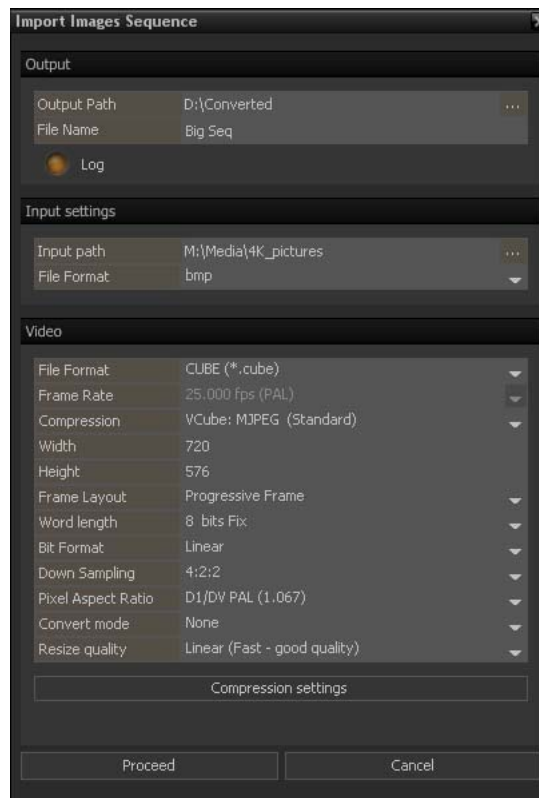 Import Images Sequence
Output
Output Path D:\Converted ...
File Name Big Seq
Log
Input settings
Input path M:\Media\4K_pictures ...
File Format bmp
Video
File Format CUBE (*.cube)
Frame Rate 25.000 fps (PAL)
Compression VCube: MJPEG (Standard)
Width 720
Height 576
Frame Layout Progressive Frame
Word length 8 bits Fix
Bit Format Linear
Down Sampling 4:2:2
Pixel Aspect Ratio D1/DV PAL (1.067)
Convert mode None
Resize quality Linear (Fast - good quality)
Compression settings
Proceed Cancel